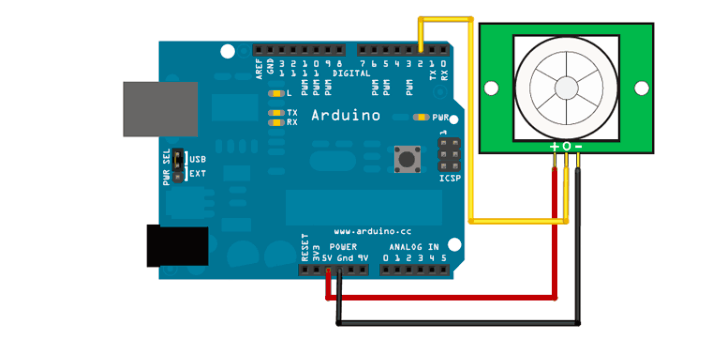 AREF
GND
13
12
11 PWM
10 PWM
9 PWM
8
7
6 PWM
5 PWM
4
3 PWM
2
1 TX
0 RX
DIGITAL
L
TX
RX
Arduino
PWR
1
ICSP
+O-
PWR SEL
USB
EXT
www.arduino.cc
POWER
ANALOG IN
RESET
3V3
5V Gnd 9V
0 1 2 3 4 5